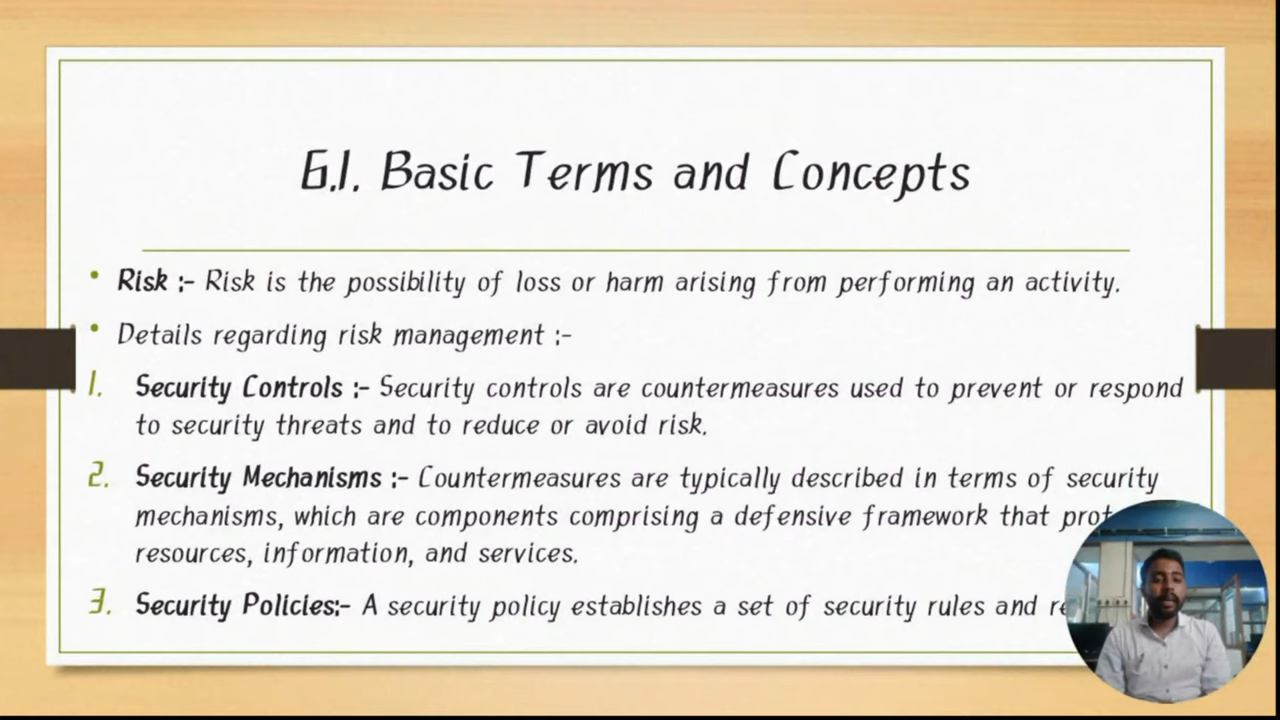 6.1. Basic Terms and Concepts
• Risk :- Risk is the possibility of loss or harm arising from performing an activity.
• Details regarding risk management :-
1. Security Controls :- Security controls are countermeasures used to prevent or respond
to security threats and to reduce or avoid risk.
2. Security Mechanisms :- Countermeasures are typically described in terms of security
mechanisms, which are components comprising a defensive framework that
resources, information, and services.
3. Security Policies:- A security policy establishes a set of security rules and